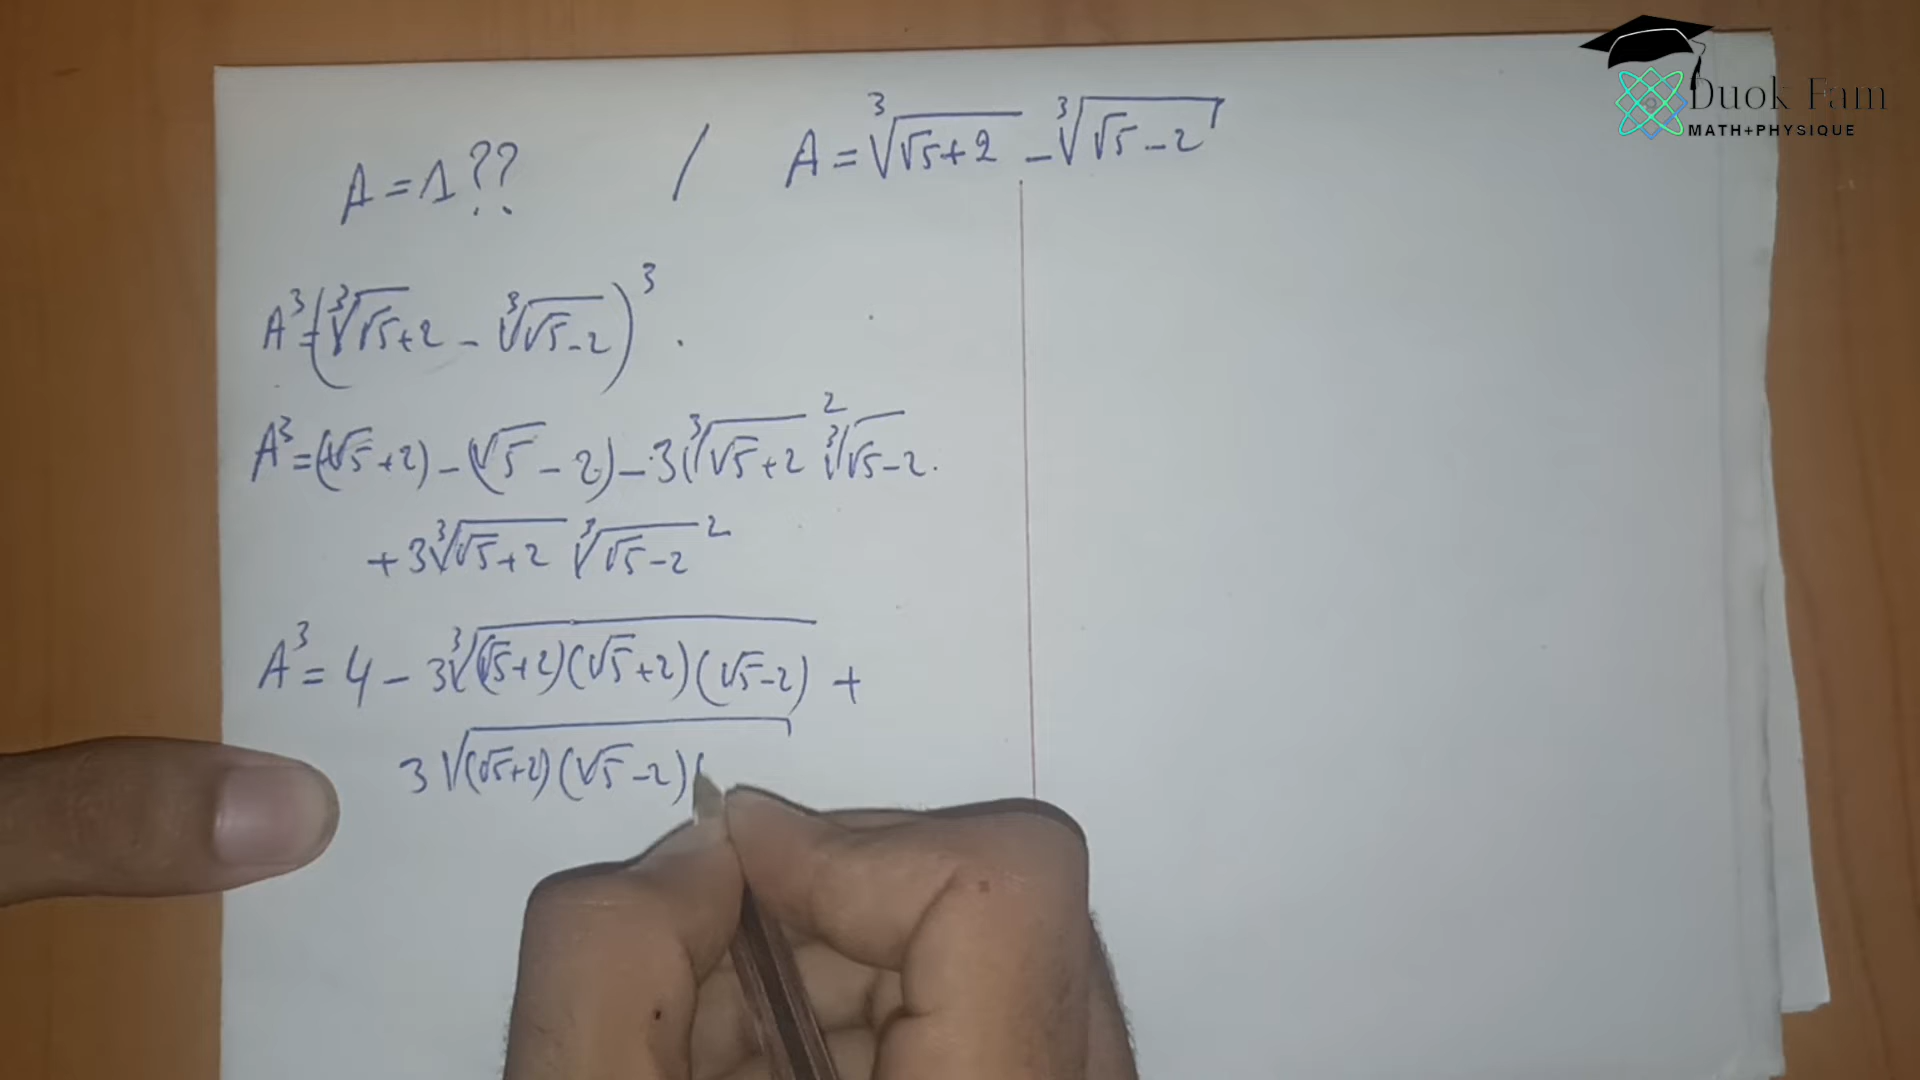 A = 1 ?? / A = ∛(√5+2) - ∛(√5-2)
A³ = (∛(√5+2) - ∛(√5-2))³ .
A³ = (√5+2) - (√5-2) - 3(∛(√5+2)² ∛(√5-2) .
+ 3∛(√5+2) ∛(√5-2)²
A³ = 4 - 3∛((√5+2)(√5+2)(√5-2)) +
3√((√5+2)(√5-2)(
Duok Fam
MATH+PHYSIQUE